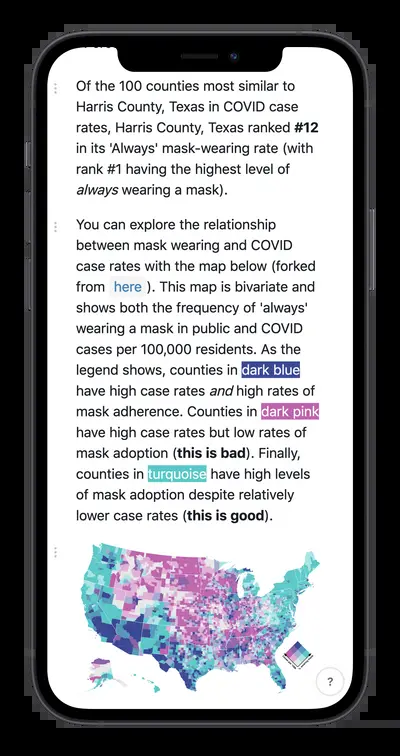 Of the 100 counties most similar to
Harris County, Texas in COVID case
rates, Harris County, Texas ranked #12
in its 'Always' mask-wearing rate (with
rank #1 having the highest level of
always wearing a mask).
You can explore the relationship
between mask wearing and COVID
case rates with the map below (forked
from here ). This map is bivariate and
shows both the frequency of 'always'
wearing a mask in public and COVID
cases per 100,000 residents. As the
legend shows, counties in dark blue
have high case rates and high rates of
mask adherence. Counties in dark pink
have high case rates but low rates of
mask adoption (this is bad). Finally,
counties in turquoise have high levels
of mask adoption despite relatively
lower case rates (this is good).
?